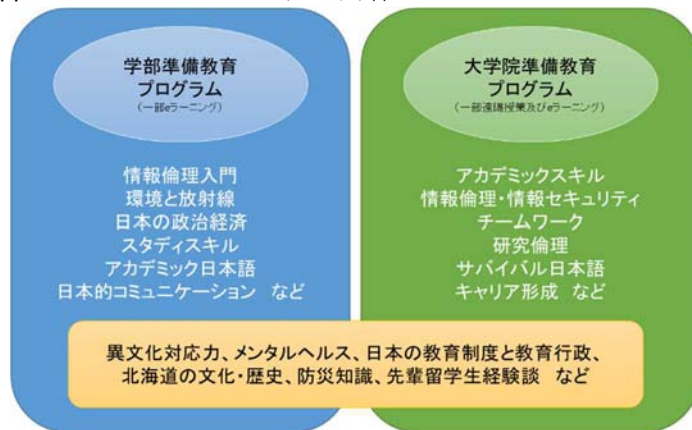 学部準備教育
プログラム
(一部eラーニング)
情報倫理入門
環境と放射線
日本の政治経済
スタディスキル
アカデミック日本語
日本的コミュニケーション など
大学院準備教育
プログラム
(一部遠隔授業及びeラーニング)
アカデミックスキル
情報倫理・情報セキュリティ
チームワーク
研究倫理
サバイバル日本語
キャリア形成 など
異文化対応力、メンタルヘルス、日本の教育制度と教育行政、
北海道の文化・歴史、防災知識、先輩留学生経験談 など